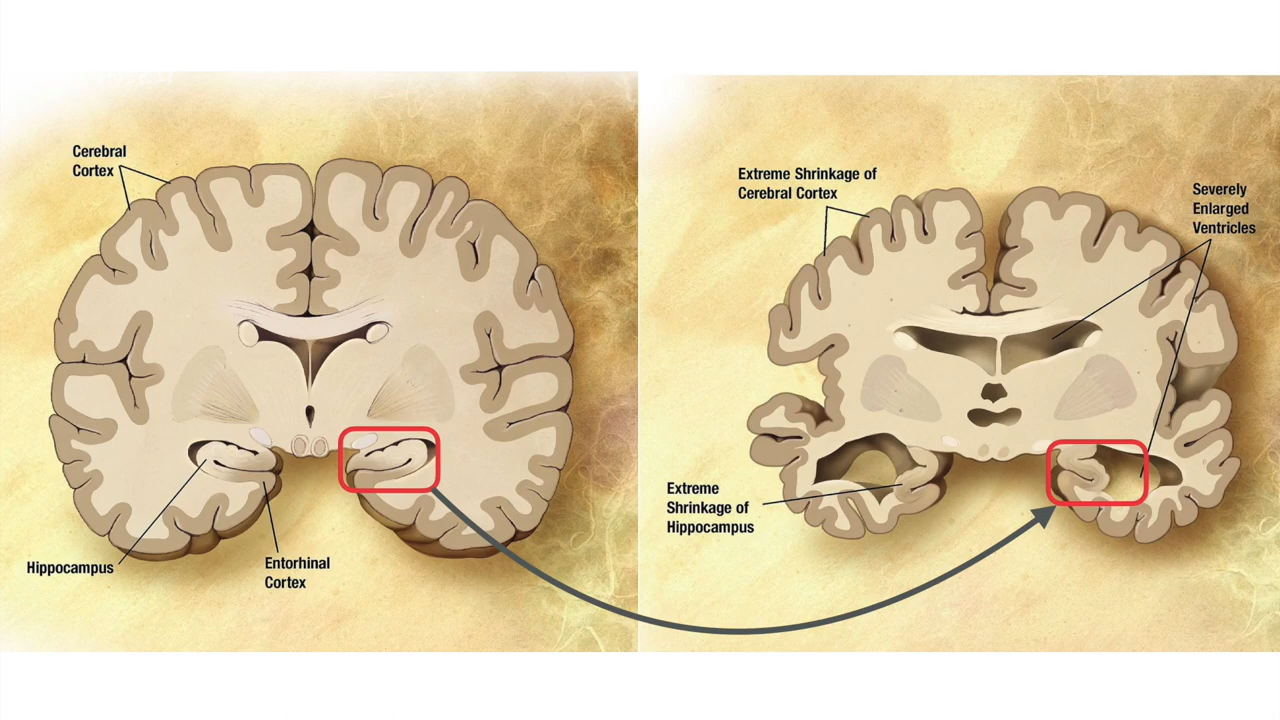 Cerebral
Cortex
Hippocampus
Entorhinal
Cortex
Extreme Shrinkage of
Cerebral Cortex
Severely
Enlarged
Ventricles
Extreme
Shrinkage of
Hippocampus